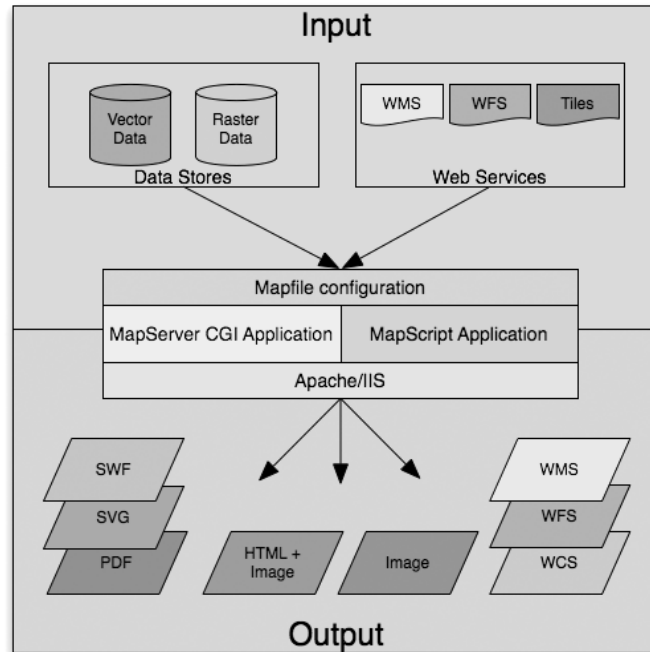 Input
Vector
Data
Raster
Data
Data Stores
WMS
WFS
Tiles
Web Services
Mapfile configuration
MapServer CGI Application
MapScript Application
Apache/IIS
SWF
SVG
PDF
HTML +
Image
Image
WMS
WFS
WCS
Output